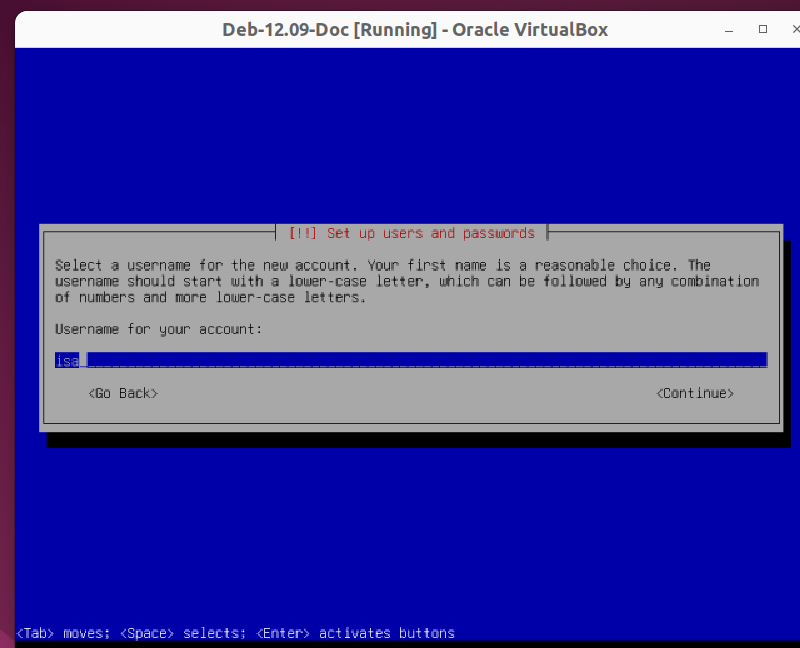 Deb-12.09-Doc [Running] - Oracle VirtualBox
[!!] Set up users and passwords
Select a username for the new account. Your first name is a reasonable choice. The
username should start with a lower-case letter, which can be followed by any combination
of numbers and more lower-case letters.
Username for your account:
isa
<Go Back> <Continue>
<Tab> moves; <Space> selects; <Enter> activates buttons